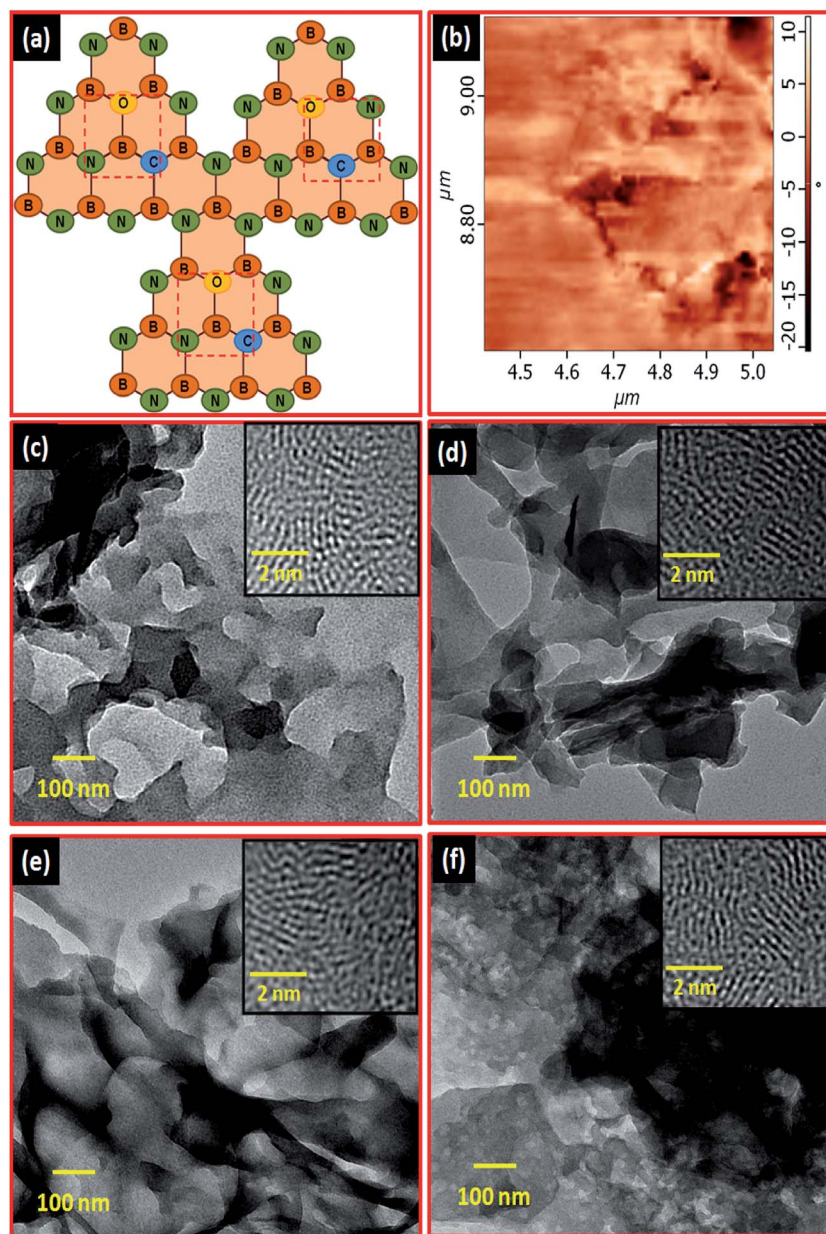 (a)
B B
N N N N
B B B B
N O N N O N
B B B B B B
N N C N N C N
B B B B B B B
N N N N N N
B B
N O N
B B B
N N C N
B B B B
N N N
(b)
9.00
8.80
µm
4.5 4.6 4.7 4.8 4.9 5.0
µm
10
5
0
-5
-10
-15
-20
°
(c)
2 nm
100 nm
(d)
2 nm
100 nm
(e)
2 nm
100 nm
(f)
2 nm
100 nm